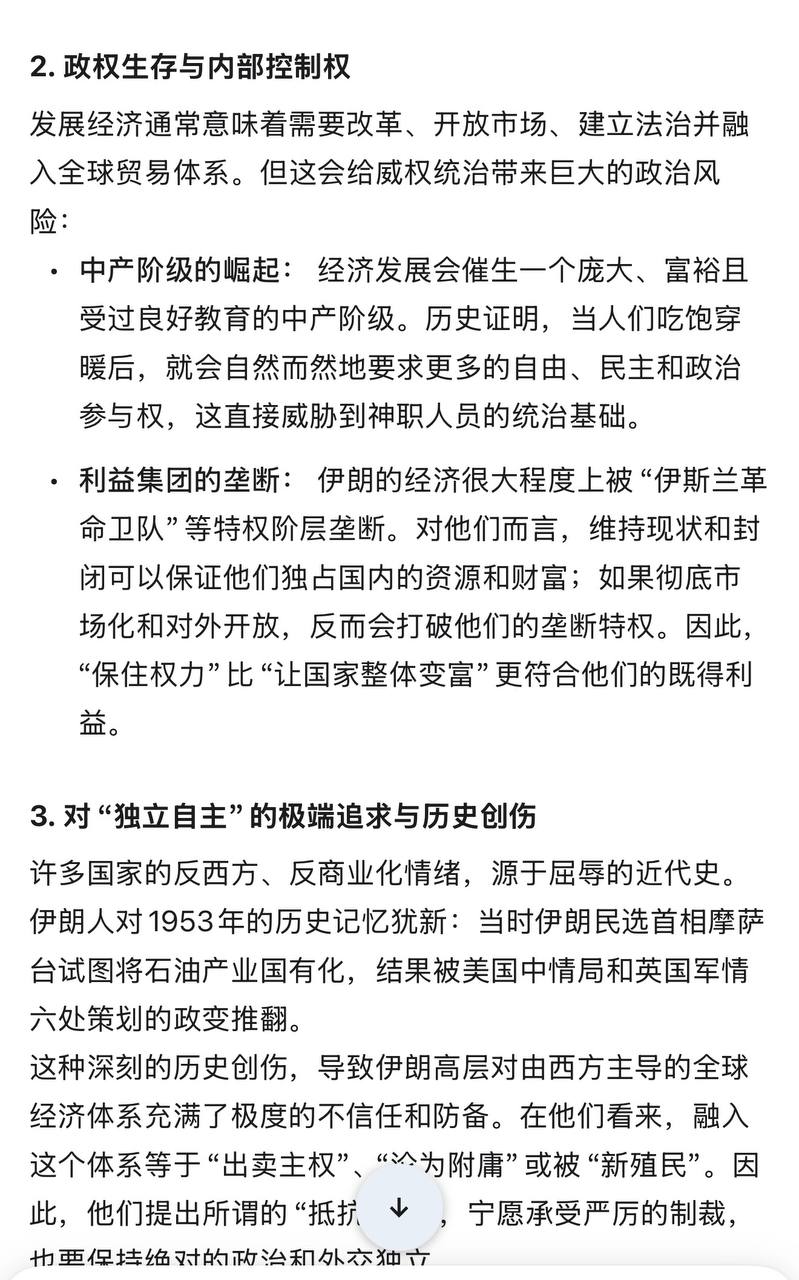 2. 政权生存与内部控制权
发展经济通常意味着需要改革、开放市场、建立法治并融
入全球贸易体系。但这会给威权统治带来巨大的政治风
险：
• 中产阶级的崛起： 经济发展会催生一个庞大、富裕且
受过良好教育的中产阶级。历史证明，当人们吃饱穿
暖后，就会自然而然地要求更多的自由、民主和政治
参与权，这直接威胁到神职人员的统治基础。
• 利益集团的垄断： 伊朗的经济很大程度上被 “伊斯兰革
命卫队” 等特权阶层垄断。对他们而言，维持现状和封
闭可以保证他们独占国内的资源和财富；如果彻底市
场化和对外开放，反而会打破他们的垄断特权。因此，
“保住权力” 比 “让国家整体变富” 更符合他们的既得利
益。
3. 对 “独立自主” 的极端追求与历史创伤
许多国家的反西方、反商业化情绪，源于屈辱的近代史。
伊朗人对 1953 年的历史记忆犹新：当时伊朗民选首相摩萨
台试图将石油产业国有化，结果被美国中情局和英国军情
六处策划的政变推翻。
这种深刻的历史创伤，导致伊朗高层对由西方主导的全球
经济体系充满了极度的不信任和防备。在他们看来，融入
这个体系等于 “出卖主权”、“沦为附庸” 或被 “新殖民”。因
此，他们提出所谓的 “抵抗，宁愿承受严厉的制裁，
也要保持绝对的政治和外交独立